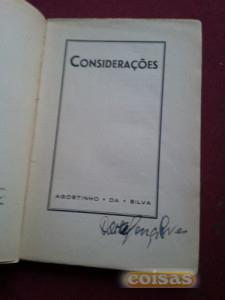 CONSIDERAÇÕES
AGOSTINHO • DA • SILVA
coisas